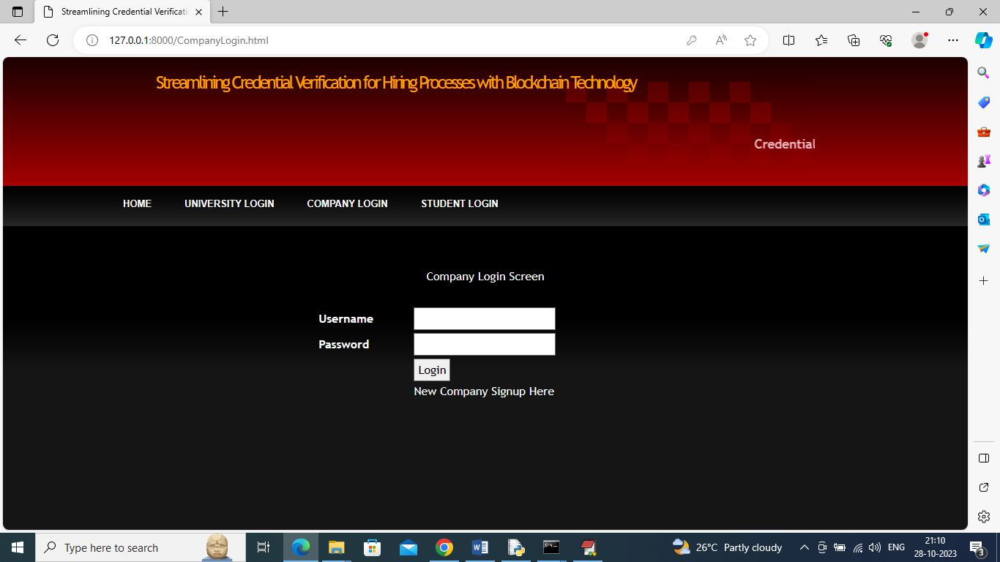 Streamlining Credential Verificati
127.0.0.1:8000/CompanyLogin.html
Streamlining Credential Verification for Hiring Processes with Blockchain Technology
Credential
HOME UNIVERSITY LOGIN COMPANY LOGIN STUDENT LOGIN
Company Login Screen
Username
Password
Login
New Company Signup Here
Type here to search
26°C Partly cloudy
ENG
21:10
28-10-2023
3